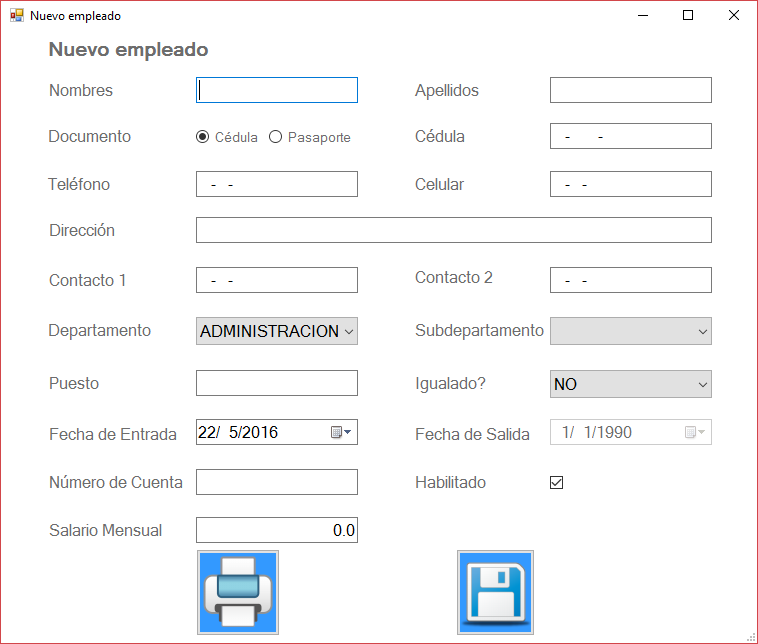 Nuevo empleado
Nuevo empleado
Nombres Apellidos
Documento Cédula Pasaporte Cédula - -
Teléfono - - Celular - -
Dirección
Contacto 1 - - Contacto 2 - -
Departamento ADMINISTRACION Subdepartamento
Puesto Igualado? NO
Fecha de Entrada 22/ 5/2016 Fecha de Salida 1/ 1/1990
Número de Cuenta Habilitado
Salario Mensual 0.0